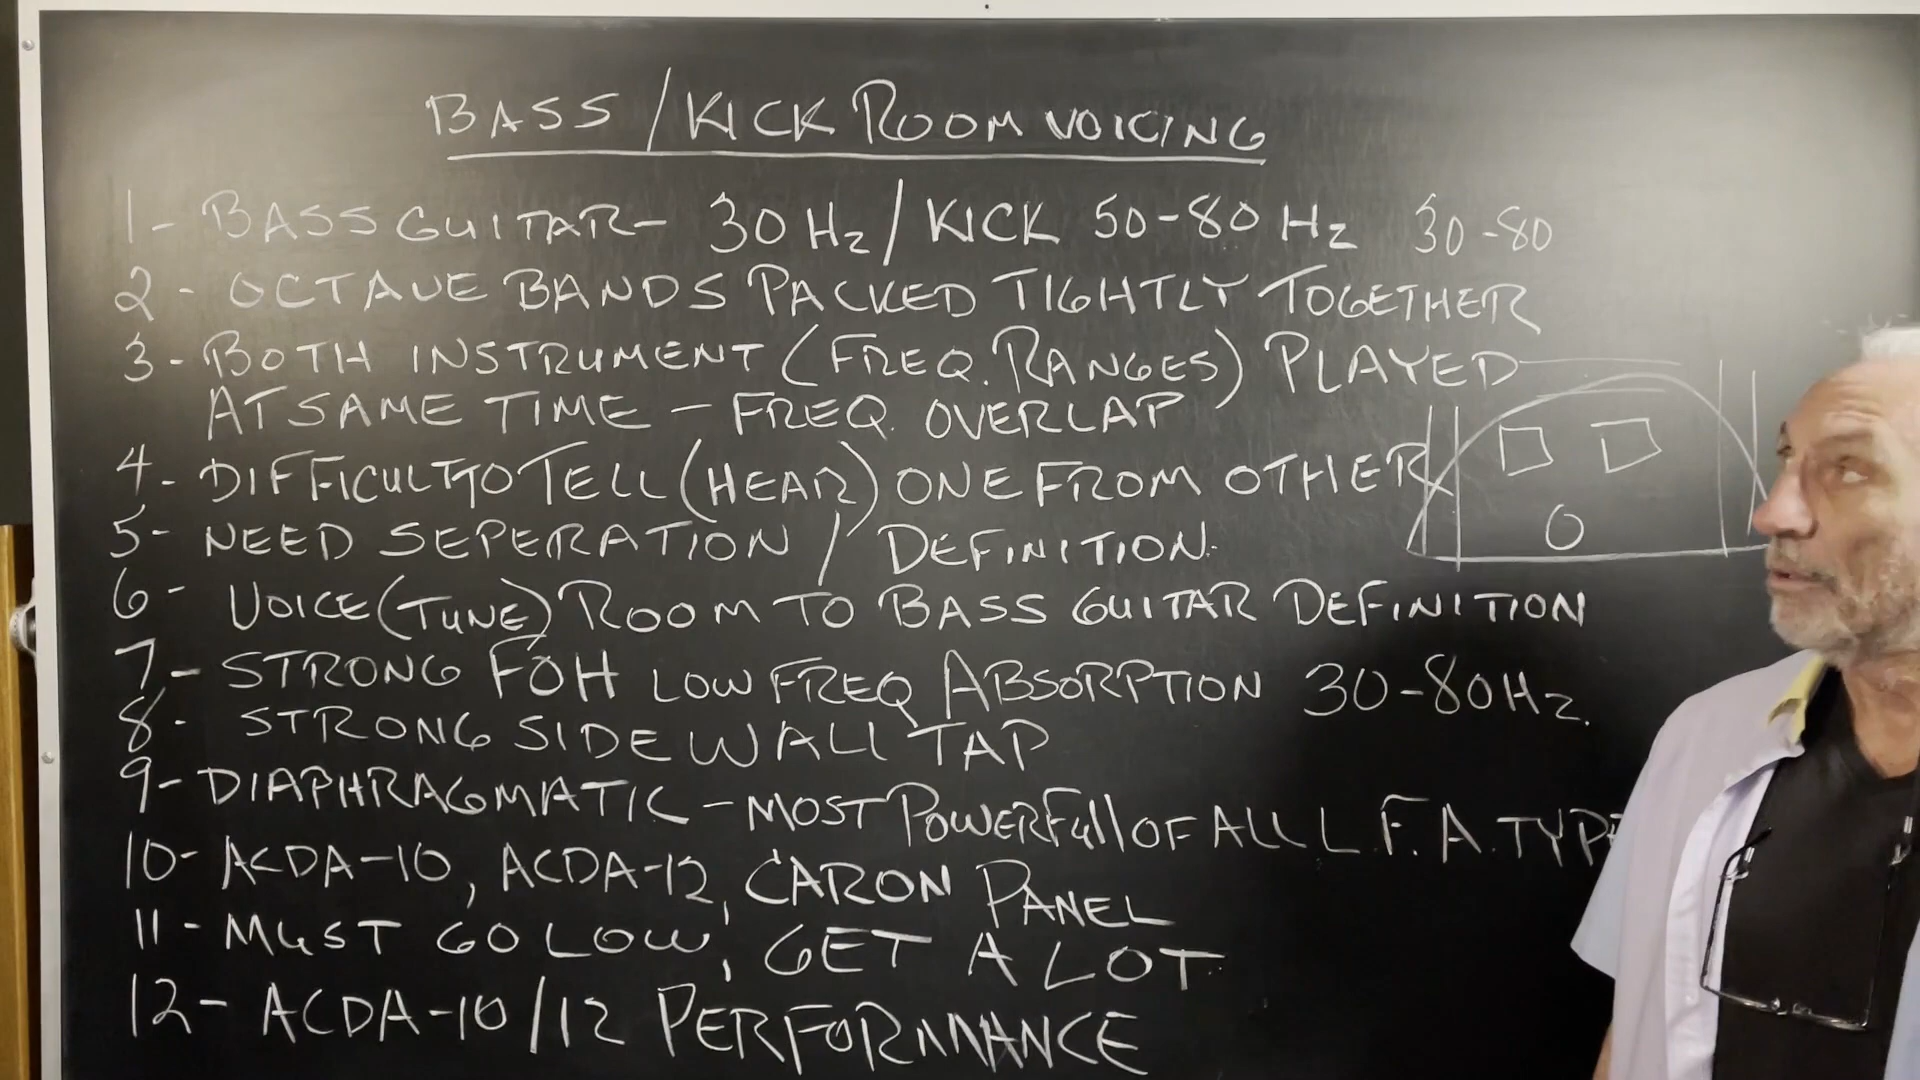 BASS / KICK ROOM VOICING
1- BASS GUITAR- 30 Hz / KICK 50-80 Hz 30-80
2- OCTAVE BANDS PACKED TIGHTLY TOGETHER
3- BOTH INSTRUMENT (FREQ. RANGES) PLAYED
AT SAME TIME - FREQ. OVERLAP
4- DIFFICULT TO TELL (HEAR) ONE FROM OTHER
5- NEED SEPERATION / DEFINITION.
6- VOICE (TUNE) ROOM TO BASS GUITAR DEFINITION
7- STRONG FOH LOW FREQ ABSORPTION 30-80Hz.
8- STRONG SIDE WALL TAP
9- DIAPHRAGMATIC - MOST POWERFull OF ALL L.F.A. TYPE
10- ACDA-10, ACDA-12, CARON PANEL
11- MUST GO LOW, GET A LOT
12- ACDA-10/12 PERFORMANCE